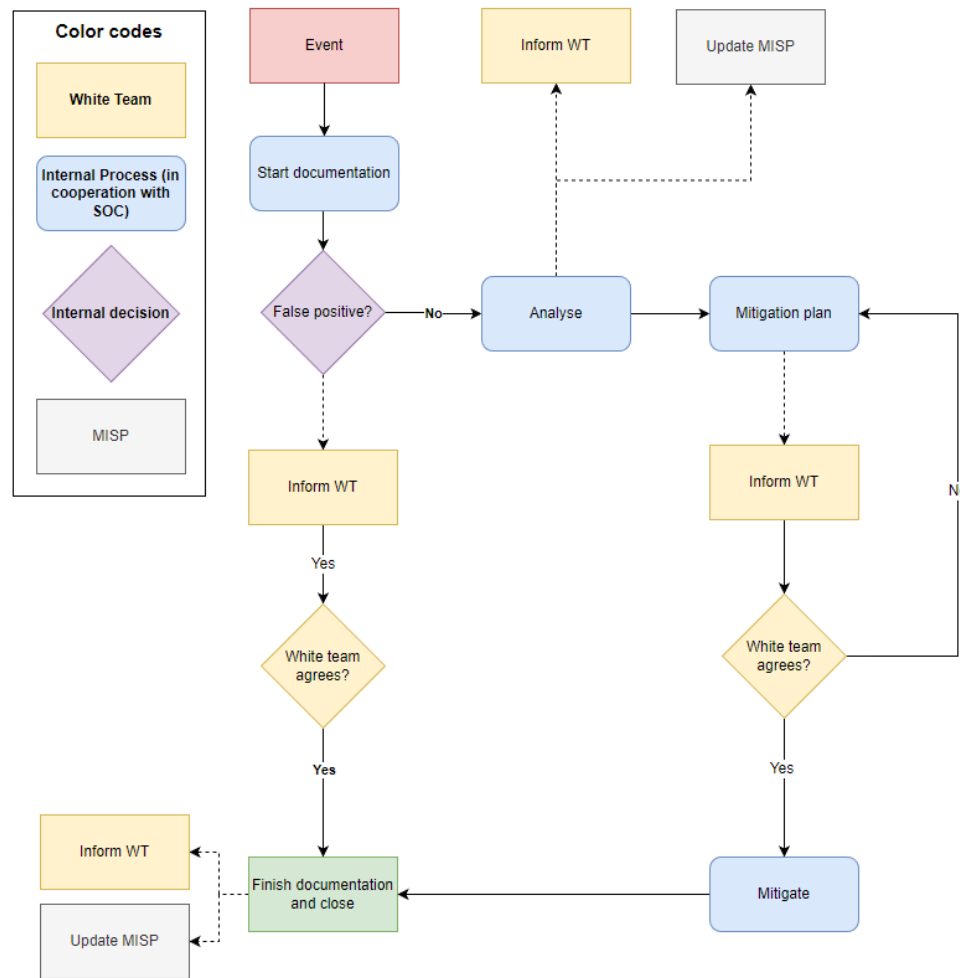 Color codes
White Team
Internal Process (in
cooperation with
SOC)
Internal decision
MISP
Event
Inform WT
Update MISP
Start documentation
False positive?
No
Analyse
Mitigation plan
Inform WT
Inform WT
Yes
N
White team
agrees?
White team
agrees?
Yes
Yes
Inform WT
Update MISP
Finish documentation
and close
Mitigate